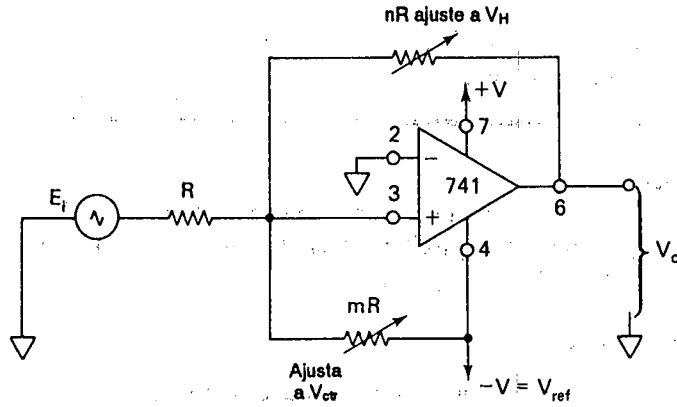 nR ajuste a V_H
+V
2
7
E_i
R
−
741
3
+
6
4
V_o
mR
Ajusta
a V_ctr
−V = V_ref